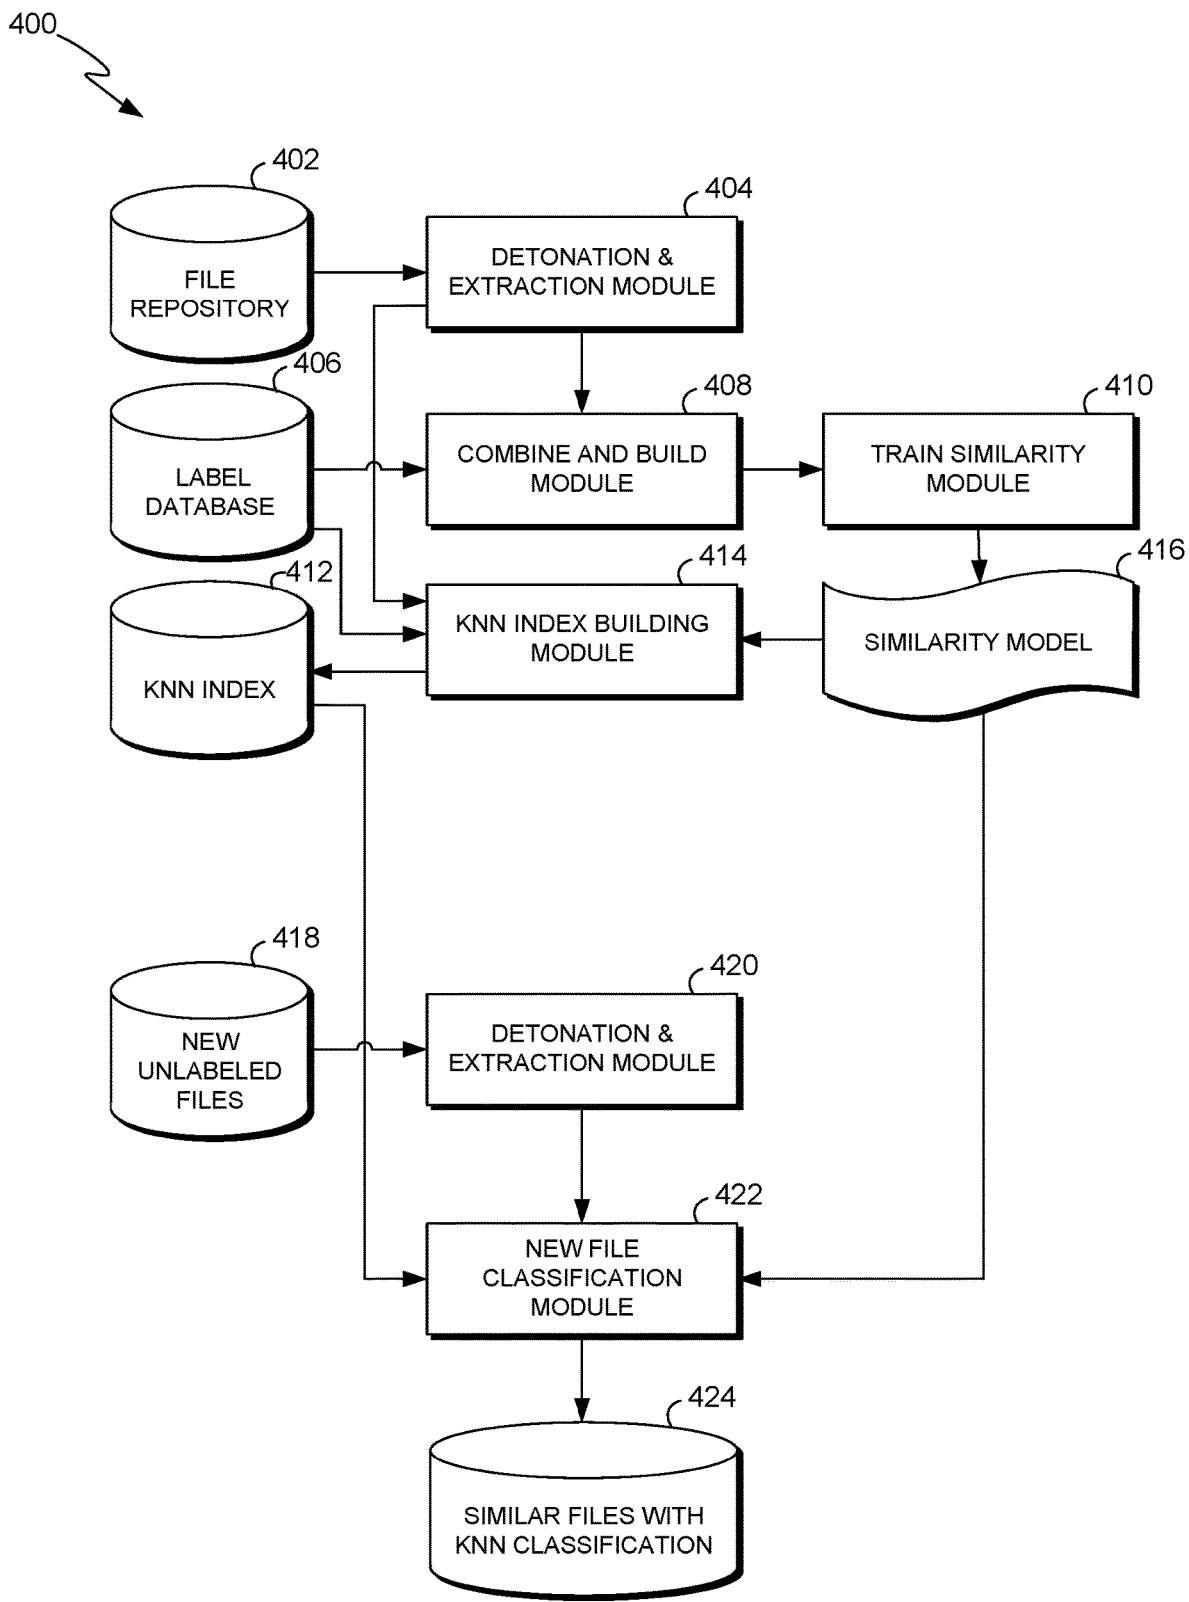 400
402
FILE
REPOSITORY
404
DETONATION &
EXTRACTION MODULE
406
LABEL
DATABASE
408
COMBINE AND BUILD
MODULE
410
TRAIN SIMILARITY
MODULE
412
KNN INDEX
414
KNN INDEX BUILDING
MODULE
416
SIMILARITY MODEL
418
NEW
UNLABELED
FILES
420
DETONATION &
EXTRACTION MODULE
422
NEW FILE
CLASSIFICATION
MODULE
424
SIMILAR FILES WITH
KNN CLASSIFICATION